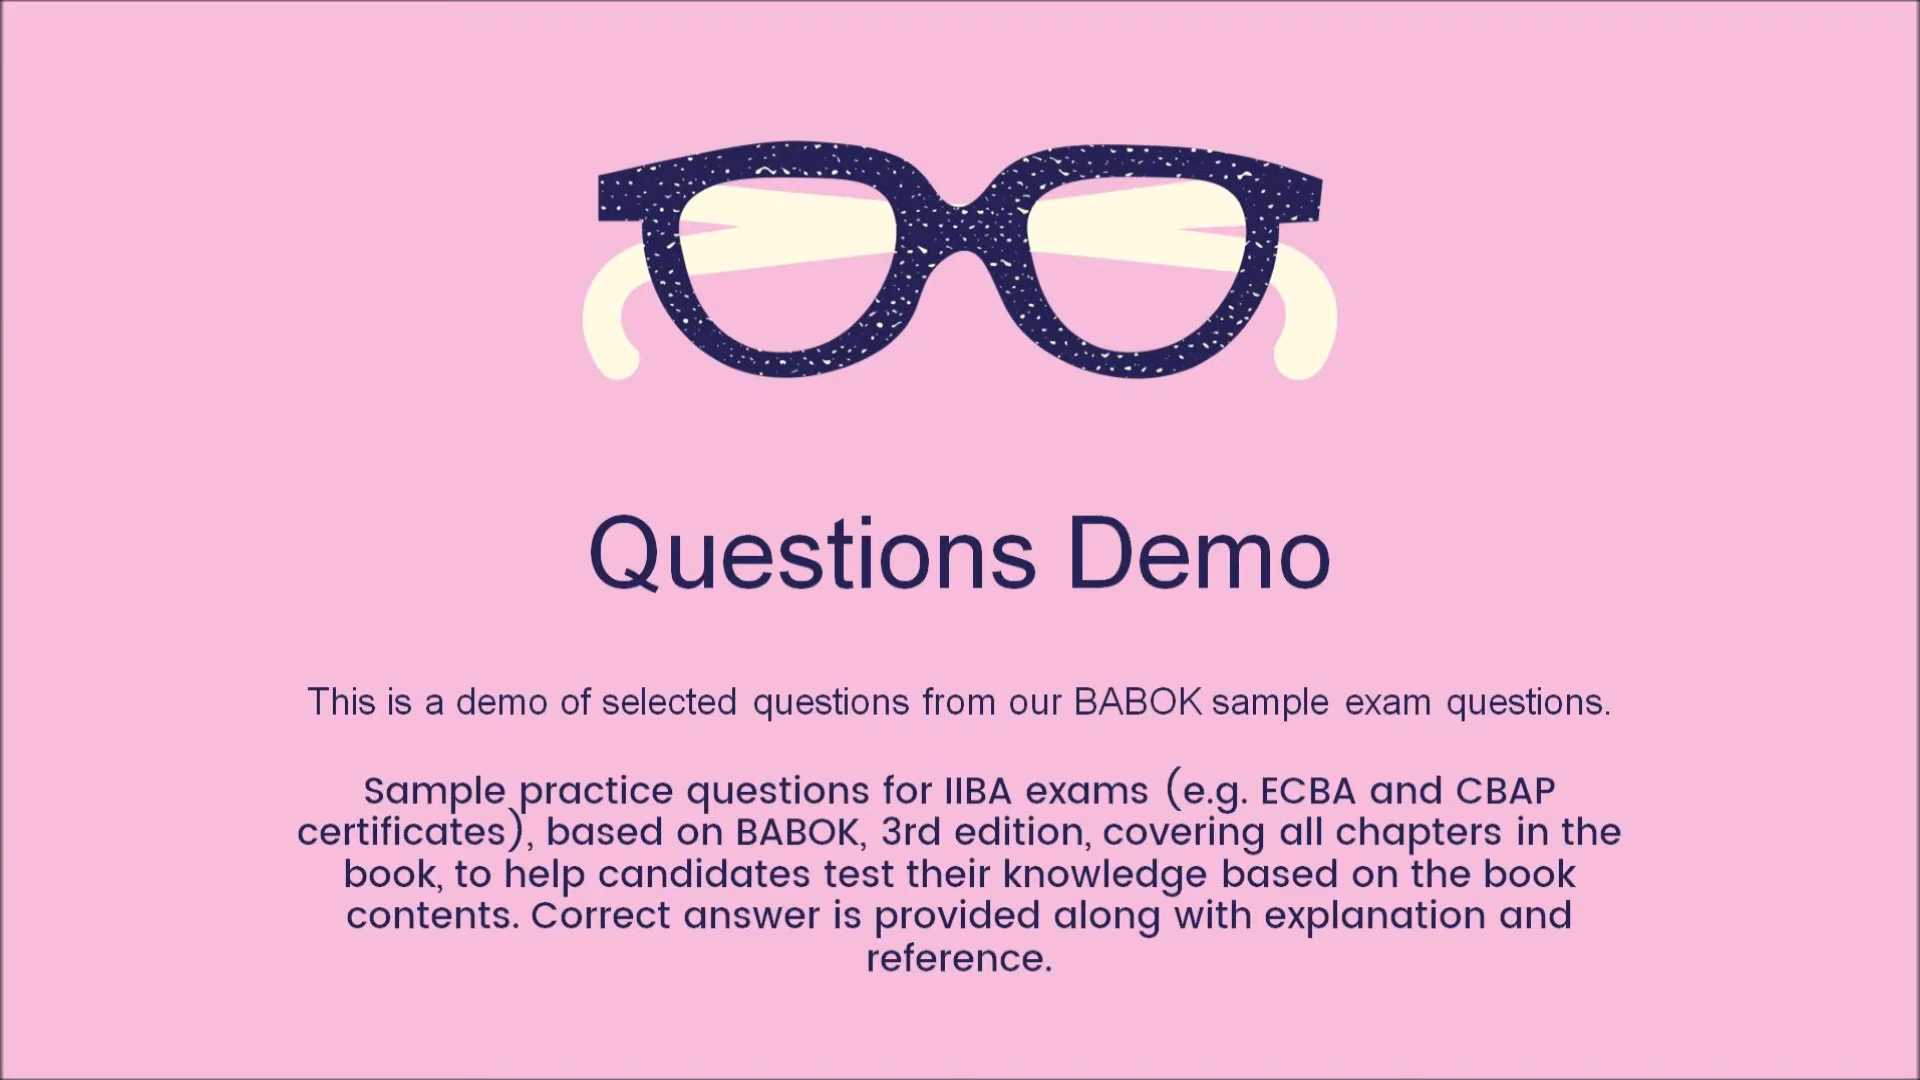 Questions Demo
This is a demo of selected questions from our BABOK sample exam questions.
Sample practice questions for IIBA exams (e.g. ECBA and CBAP
certificates), based on BABOK, 3rd edition, covering all chapters in the
book, to help candidates test their knowledge based on the book
contents. Correct answer is provided along with explanation and
reference.